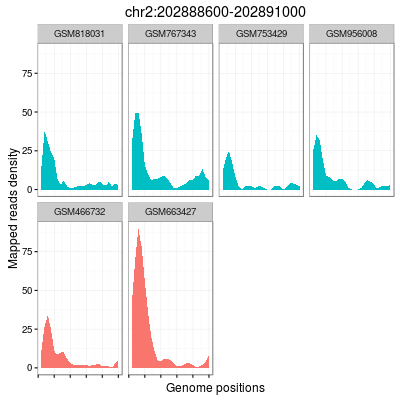 chr2:202888600-202891000
GSM818031 GSM767343 GSM753429 GSM956008
75
50
25
0
GSM466732 GSM663427
75
50
25
0
Mapped reads density
Genome positions